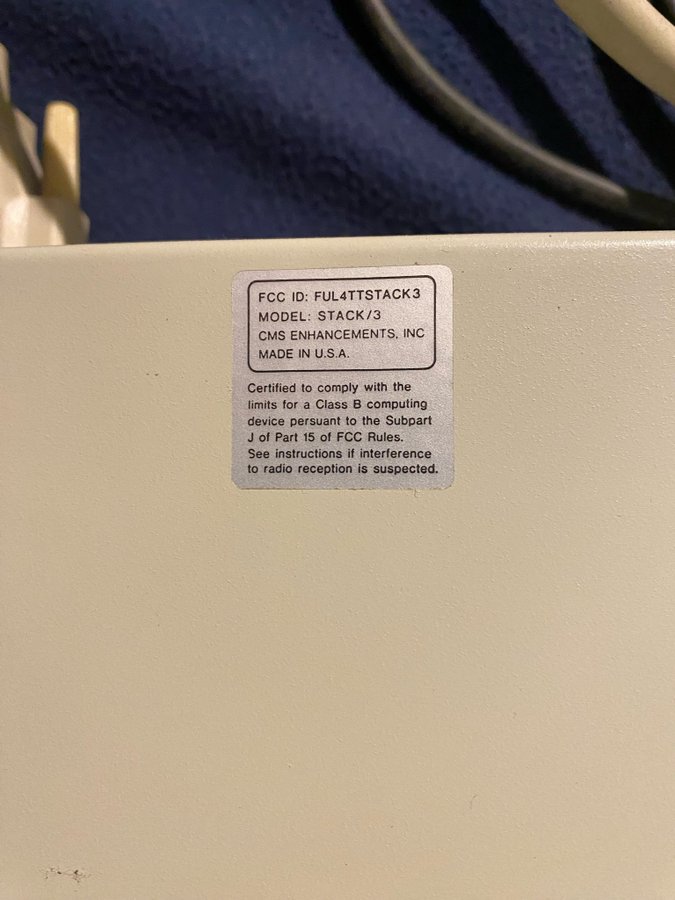 FCC ID: FUL4TTSTACK3
MODEL: STACK/3
CMS ENHANCEMENTS, INC
MADE IN U.S.A.
Certified to comply with the
limits for a Class B computing
device persuant to the Subpart
J of Part 15 of FCC Rules.
See instructions if interference
to radio reception is suspected.